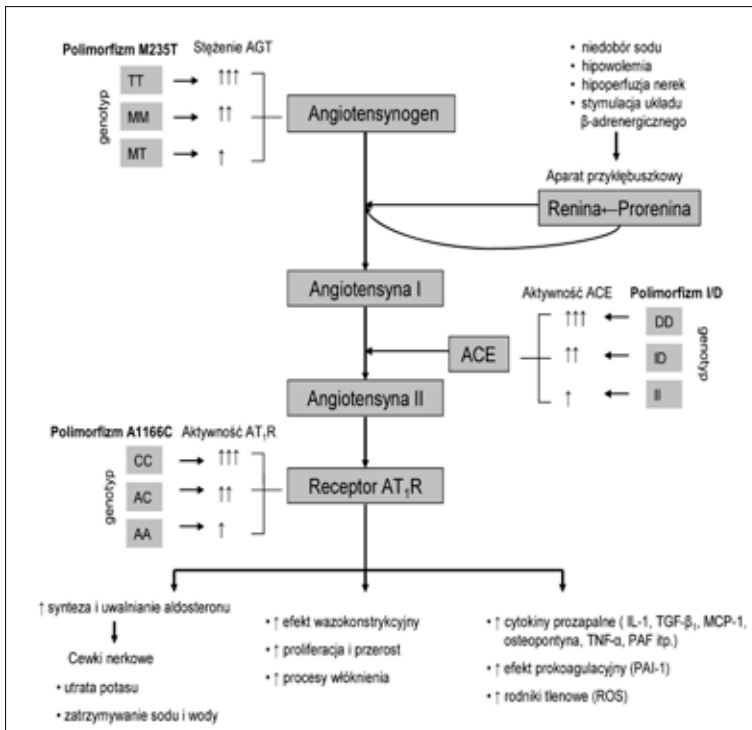 Polimorfizm M235T Stężenie AGT
genotyp
TT → ↑↑↑
MM → ↑↑
MT → ↑
Angiotensynogen
• niedobór sodu
• hipowolemia
• hipoperfuzja nerek
• stymulacja układu
β-adrenergicznego
Aparat przykłębuszkowy
Renina←Prorenina
Angiotensyna I
Aktywność ACE Polimorfizm I/D
ACE
↑↑↑ ← DD
↑↑ ← ID
↑ ← II
genotyp
Angiotensyna II
Polimorfizm A1166C Aktywność AT₁R
genotyp
CC → ↑↑↑
AC → ↑↑
AA → ↑
Receptor AT₁R
↑ synteza i uwalnianie aldosteronu
Cewki nerkowe
• utrata potasu
• zatrzymywanie sodu i wody
• ↑ efekt wazokonstrykcyjny
• ↑ proliferacja i przerost
• ↑ procesy włóknienia
• ↑ cytokiny prozapalne ( IL-1, TGF-β₁, MCP-1,
osteopontyna, TNF-α, PAF itp.)
• ↑ efekt prokoagulacyjny (PAI-1)
• ↑ rodniki tlenowe (ROS)